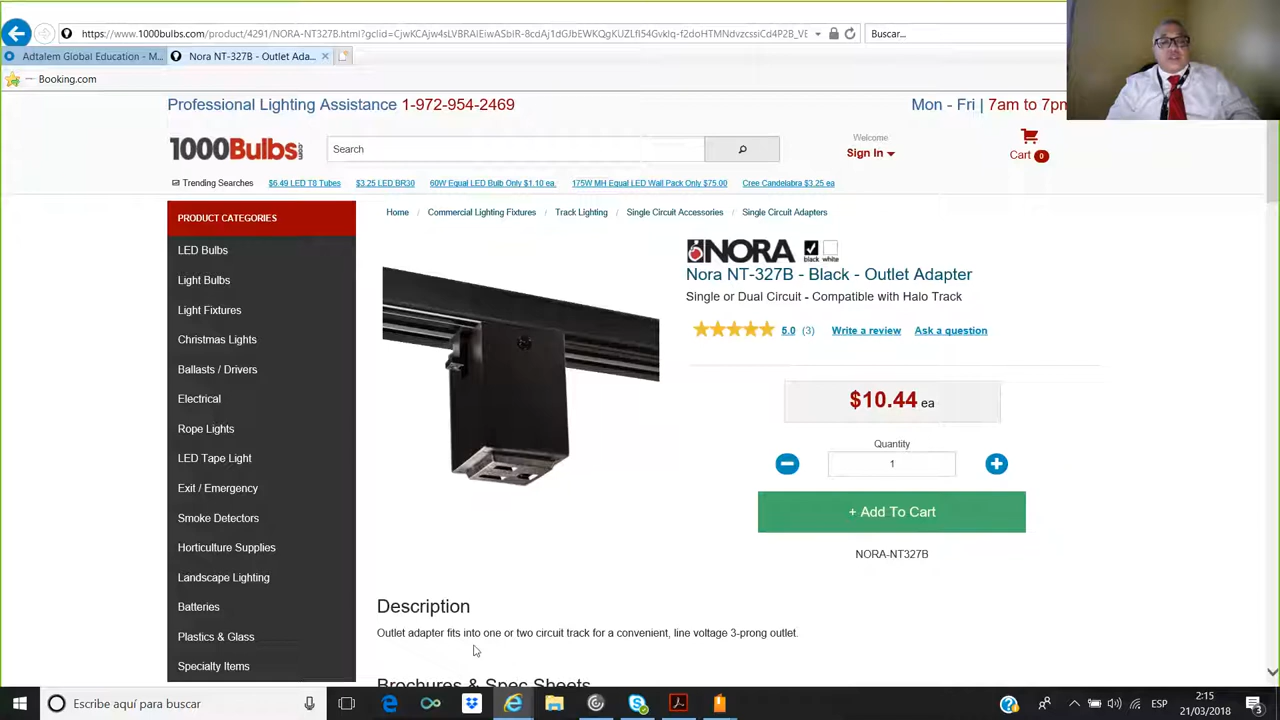 https://www.1000bulbs.com/product/4291/NORA-NT327B.html?gclid=
Buscar...
Adtalem Global Education - M...
Nora NT-327B - Outlet Ada...
Booking.com
Professional Lighting Assistance 1-972-954-2469
Mon - Fri | 7am to 7pm
1000Bulbs.com
Search
Welcome
Sign In
Cart 0
Trending Searches
$6.49 LED T8 Tubes
$3.25 LED BR30
60W Equal LED Bulb Only $1.10 ea.
175W MH Equal LED Wall Pack Only $75.00
Cree Candelabra $3.25 ea
PRODUCT CATEGORIES
LED Bulbs
Light Bulbs
Light Fixtures
Christmas Lights
Ballasts / Drivers
Electrical
Rope Lights
LED Tape Light
Exit / Emergency
Smoke Detectors
Horticulture Supplies
Landscape Lighting
Batteries
Plastics & Glass
Specialty Items
Home / Commercial Lighting Fixtures / Track Lighting / Single Circuit Accessories / Single Circuit Adapters
NORA
black white
Nora NT-327B - Black - Outlet Adapter
Single or Dual Circuit - Compatible with Halo Track
5.0 (3) Write a review Ask a question
$10.44 ea
Quantity
1
+ Add To Cart
NORA-NT327B
Description
Outlet adapter fits into one or two circuit track for a convenient, line voltage 3-prong outlet.
Brochures & Spec Sheets
Escribe aquí para buscar
ESP
2:15
21/03/2018
3